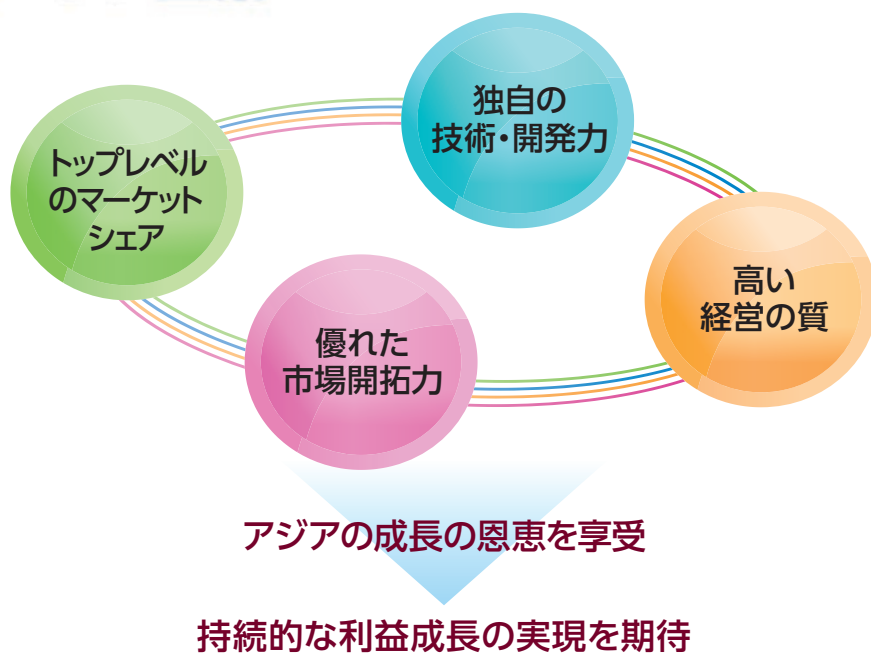 独自の
技術・開発力
トップレベル
のマーケット
シェア
高い
経営の質
優れた
市場開拓力
アジアの成長の恩恵を享受
持続的な利益成長の実現を期待